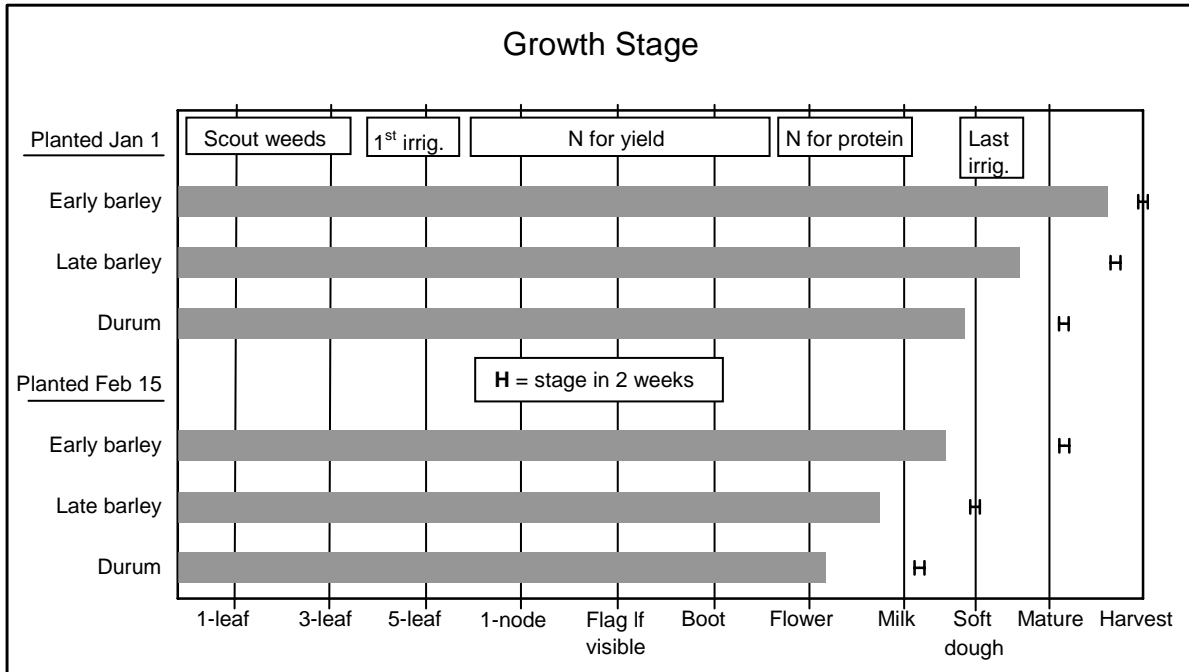 Growth Stage
Planted Jan 1
Scout weeds
1st irrig.
N for yield
N for protein
Last
irrig.
Early barley
H
Late barley
H
Durum
H
Planted Feb 15
H = stage in 2 weeks
Early barley
H
Late barley
H
Durum
H
1-leaf
3-leaf
5-leaf
1-node
Flag lf
visible
Boot
Flower
Milk
Soft
dough
Mature
Harvest